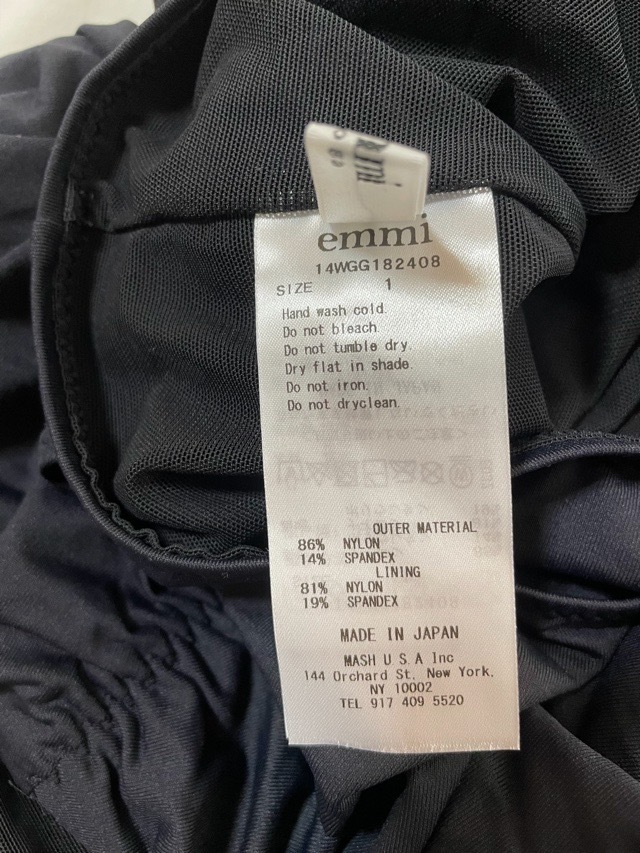 emmi
14WGG182408
SIZE 1
Hand wash cold.
Do not bleach.
Do not tumble dry.
Dry flat in shade.
Do not iron.
Do not dryclean.
OUTER MATERIAL
86% NYLON
14% SPANDEX
LINING
81% NYLON
19% SPANDEX
MADE IN JAPAN
MASH U S.A Inc
144 Orchard St, New York,
NY 10002
TEL 917 409 5520